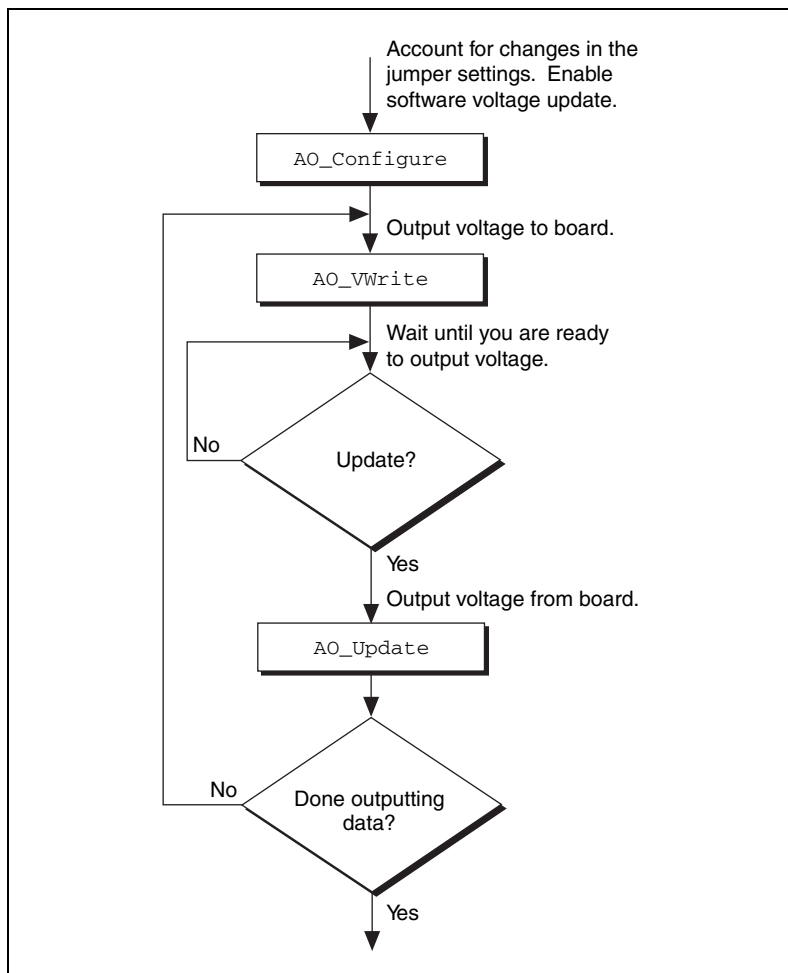 Account for changes in the
jumper settings.  Enable
software voltage update.
AO_Configure
Output voltage to board.
AO_VWrite
Wait until you are ready
to output voltage.
No
Update?
Yes
Output voltage from board.
AO_Update
No
Done outputting
data?
Yes